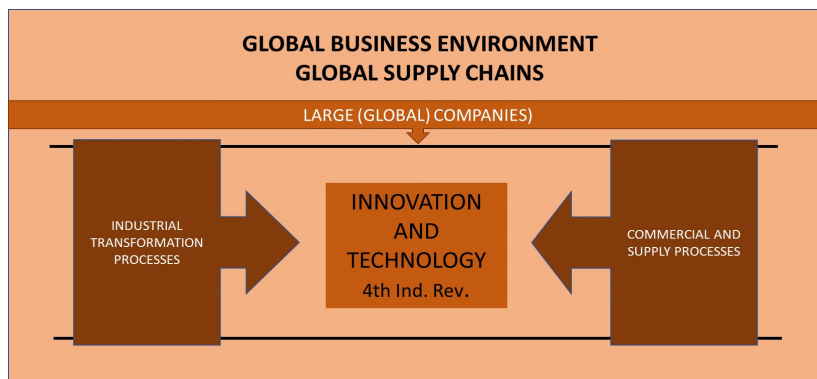 GLOBAL BUSINESS ENVIRONMENT
GLOBAL SUPPLY CHAINS
LARGE (GLOBAL) COMPANIES)
INDUSTRIAL
TRANSFORMATION
PROCESSES
INNOVATION
AND
TECHNOLOGY
4th Ind. Rev.
COMMERCIAL AND
SUPPLY PROCESSES